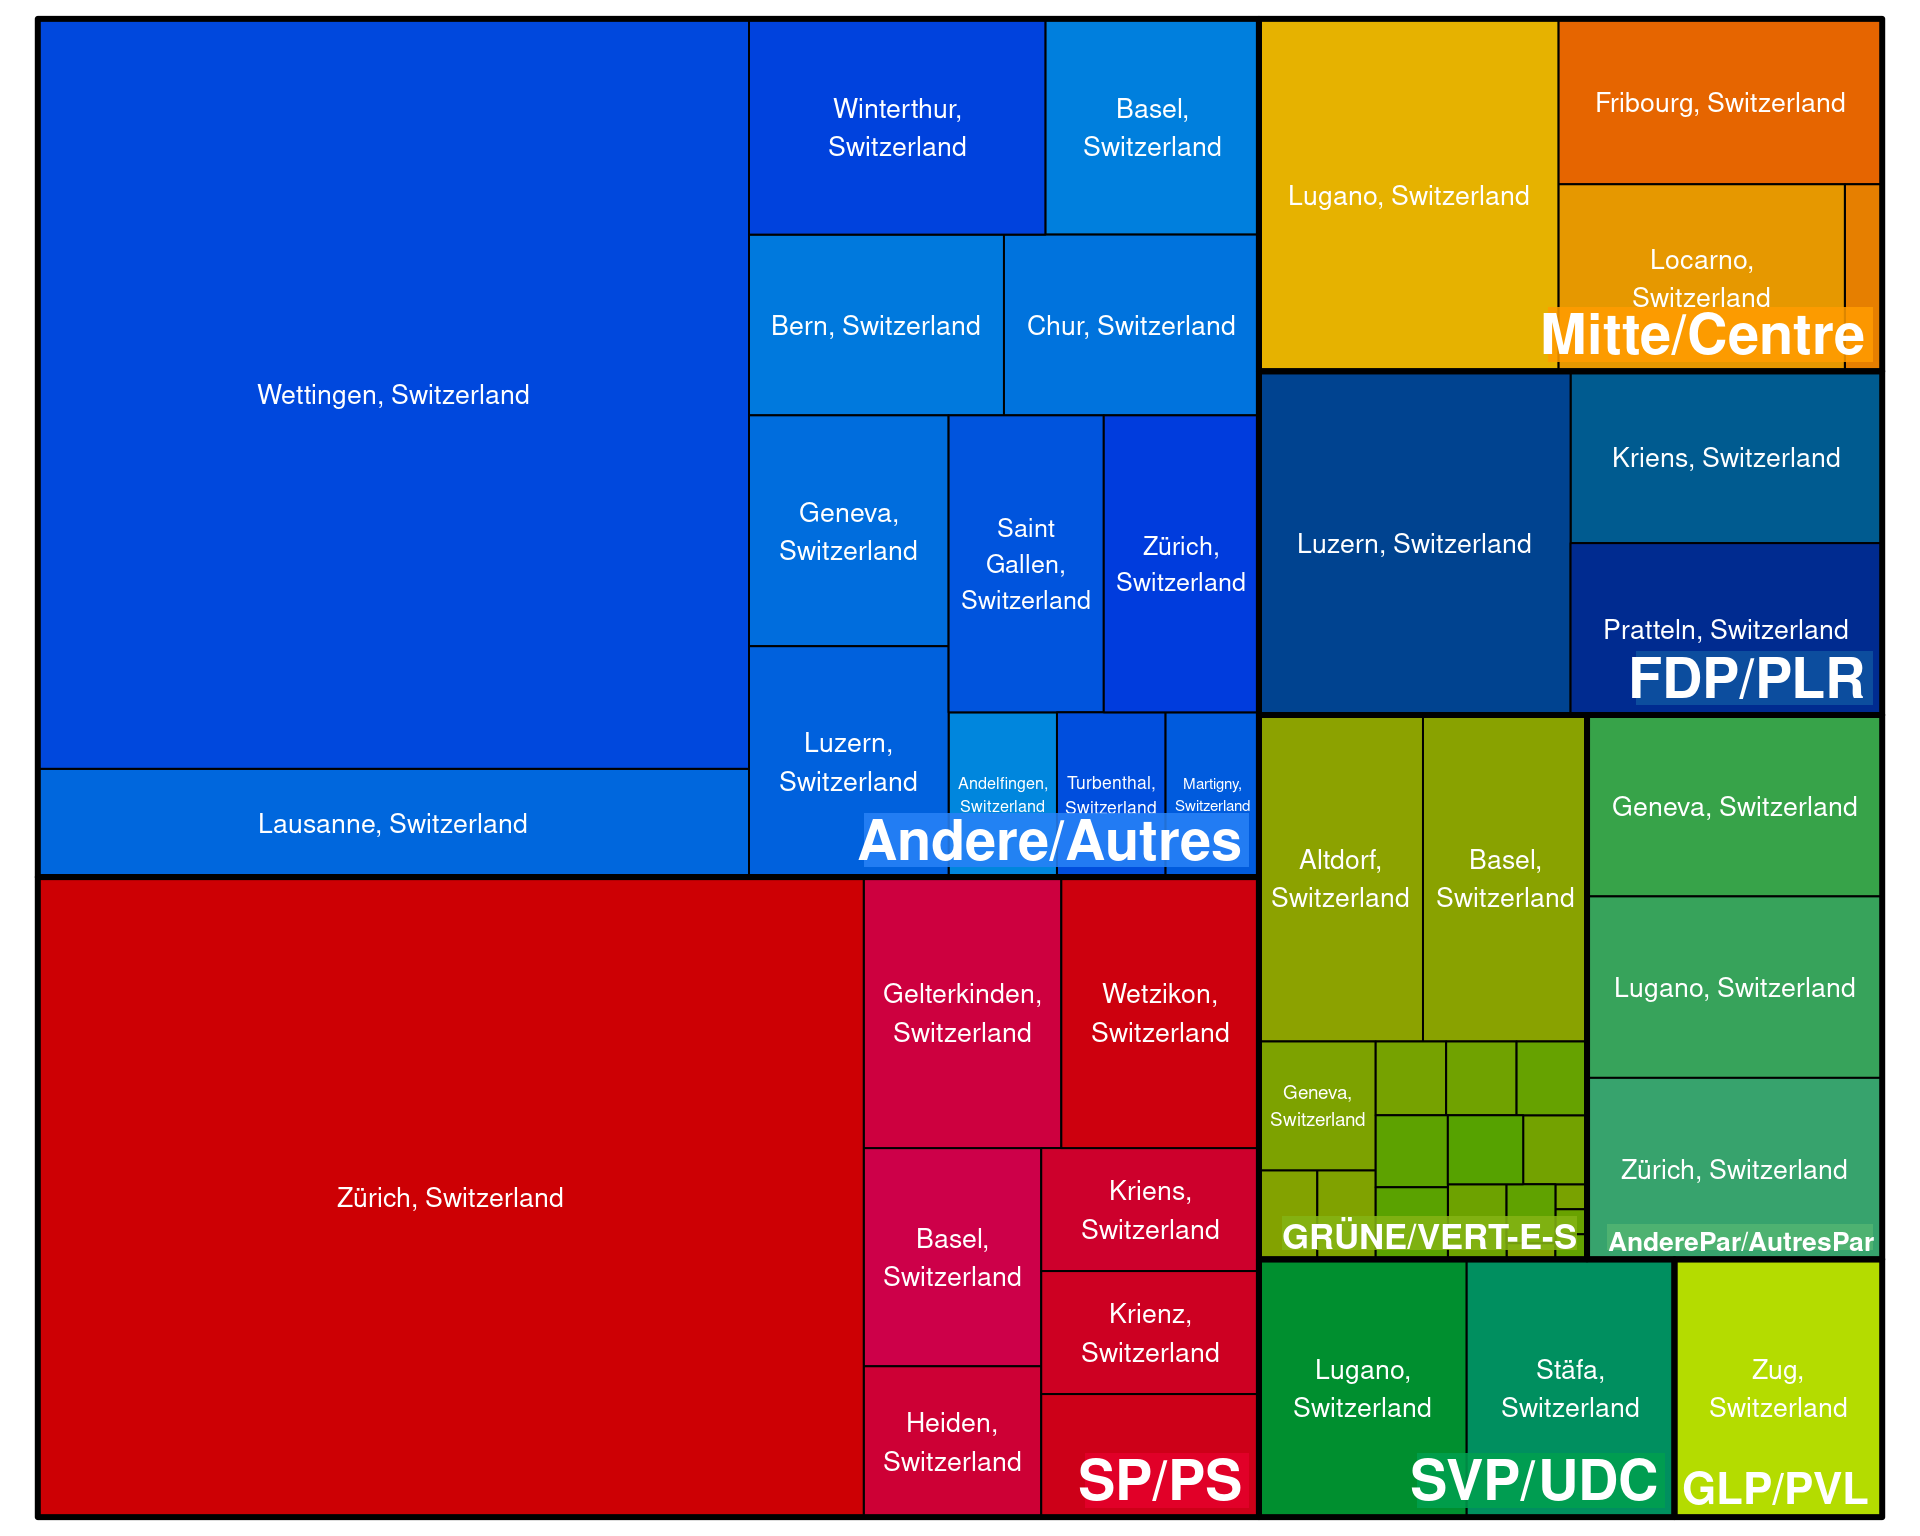 Wettingen, Switzerland
Lausanne, Switzerland
Winterthur,
Switzerland
Basel,
Switzerland
Bern, Switzerland
Chur, Switzerland
Geneva,
Switzerland
Saint
Gallen,
Switzerland
Zürich,
Switzerland
Luzern,
Switzerland
Andelfingen,
Switzerland
Turbenthal,
Switzerland
Martigny,
Switzerland
Andere/Autres
Zürich, Switzerland
Gelterkinden,
Switzerland
Wetzikon,
Switzerland
Basel,
Switzerland
Kriens,
Switzerland
Krienz,
Switzerland
Heiden,
Switzerland
SP/PS
Lugano, Switzerland
Fribourg, Switzerland
Locarno,
Switzerland
Mitte/Centre
Luzern, Switzerland
Kriens, Switzerland
Pratteln, Switzerland
FDP/PLR
Altdorf,
Switzerland
Basel,
Switzerland
Geneva,
Switzerland
GRÜNE/VERT-E-S
Geneva, Switzerland
Lugano, Switzerland
Zürich, Switzerland
AnderePar/AutresPar
Lugano,
Switzerland
Stäfa,
Switzerland
SVP/UDC
Zug,
Switzerland
GLP/PVL